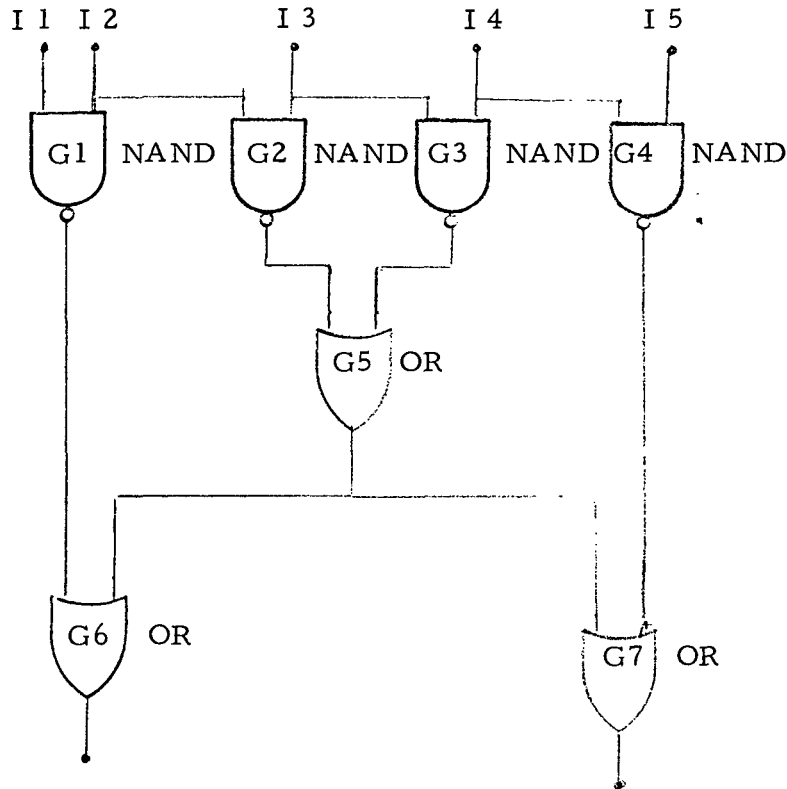 I 1 I 2 I 3 I 4 I 5
G1 NAND G2 NAND G3 NAND G4 NAND
G5 OR
G6 OR
G7 OR